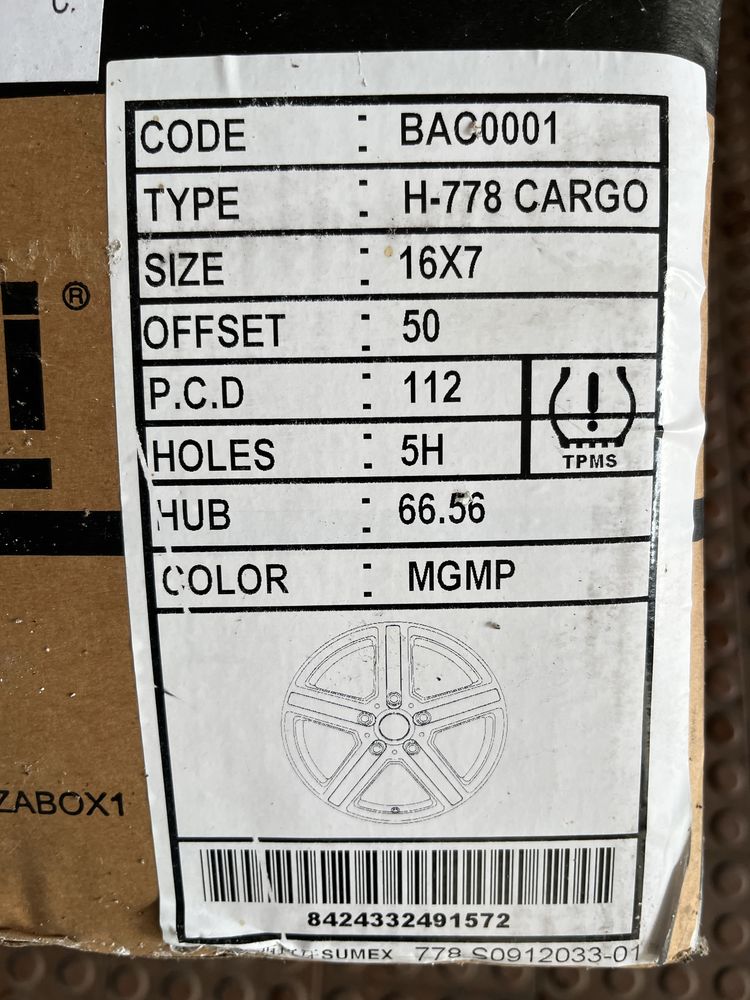 C.
CODE : BAC0001
TYPE : H-778 CARGO
SIZE : 16X7
OFFSET : 50
P.C.D : 112
HOLES : 5H
TPMS
HUB : 66.56
COLOR : MGMP
i ®
ZABOX1
8424332491572
SUMEX 778 S0912033-01